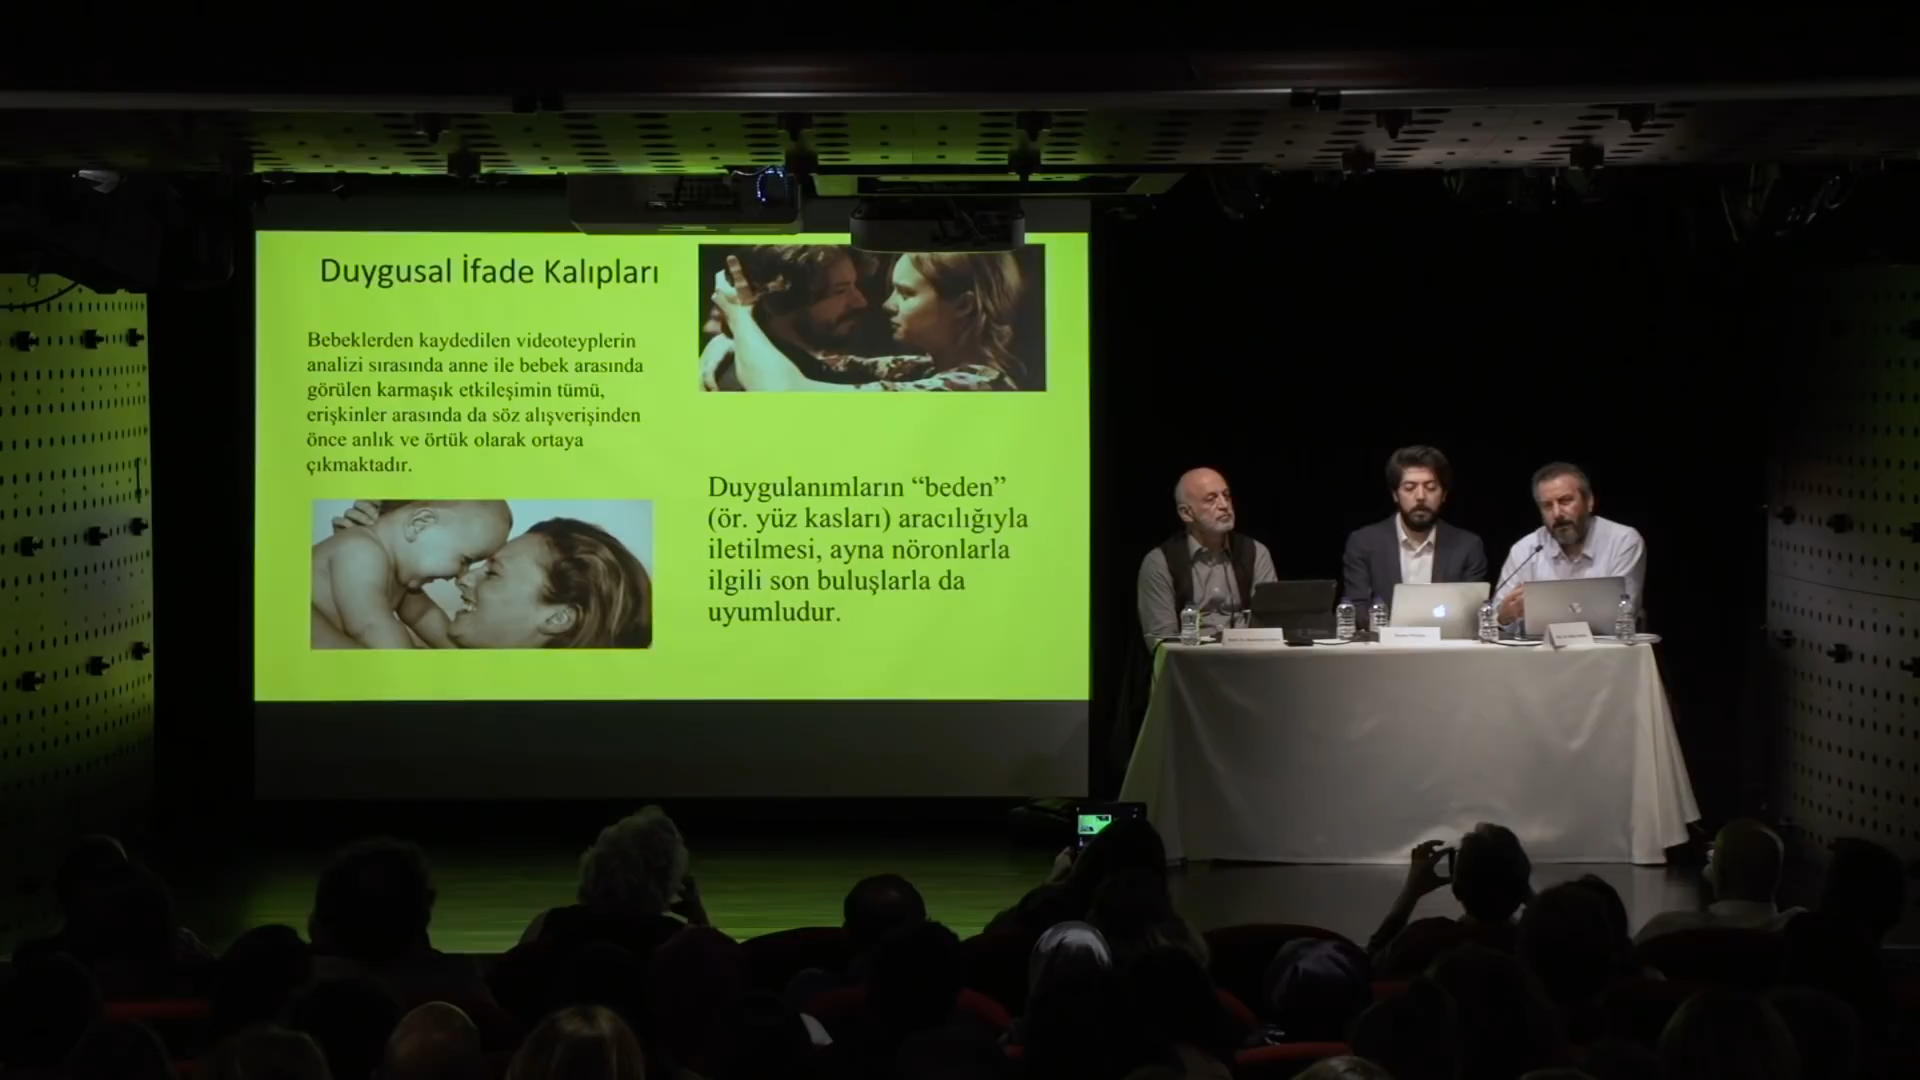 Duygusal İfade Kalıpları
Bebeklerden kaydedilen videoteyplerin
analizi sırasında anne ile bebek arasında
görülen karmaşık etkileşimin tümü,
erişkinler arasında da söz alışverişinden
önce anlık ve örtük olarak ortaya
çıkmaktadır.
Duygulanımların “beden”
(ör. yüz kasları) aracılığıyla
iletilmesi, ayna nöronlarla
ilgili son buluşlarla da
uyumludur.